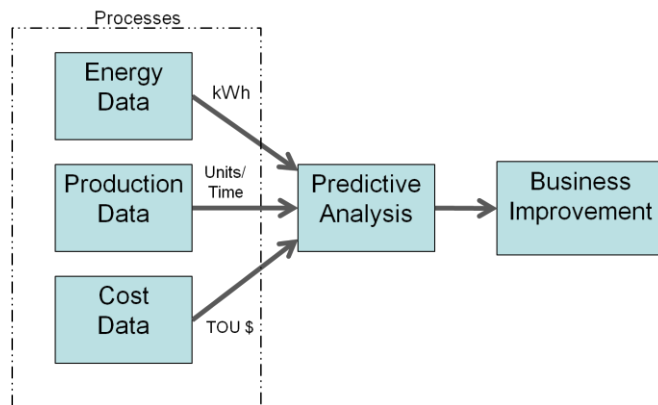 Processes
Energy
Data
kWh
Production
Data
Units/
Time
Predictive
Analysis
Business
Improvement
Cost
Data
TOU $